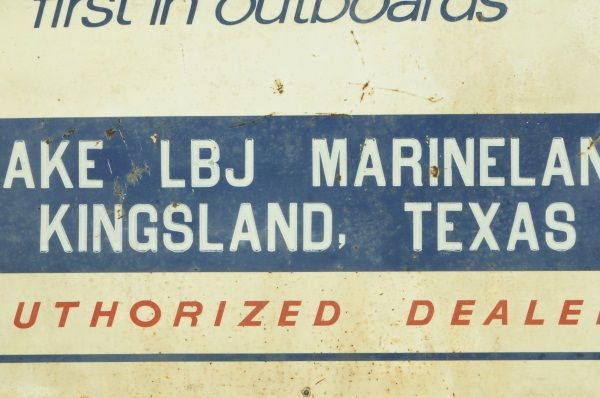 first in outboards
AKE LBJ MARINELAN
KINGSLAND, TEXAS
UTHORIZED DEALE